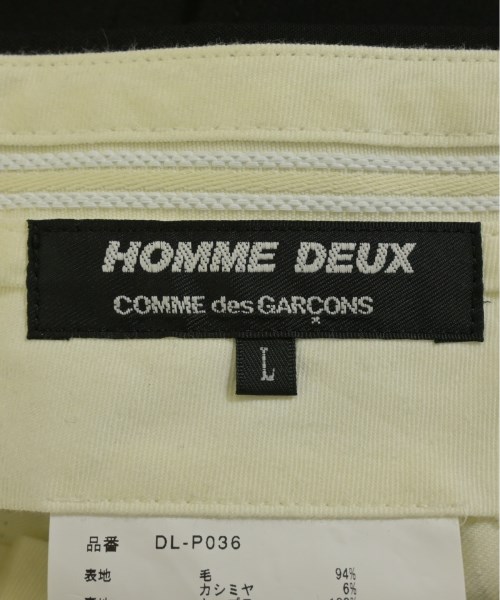 HOMME DEUX
COMME des GARÇONS
L
品番 DL-P036
表地 毛 94%
カシミヤ 6%